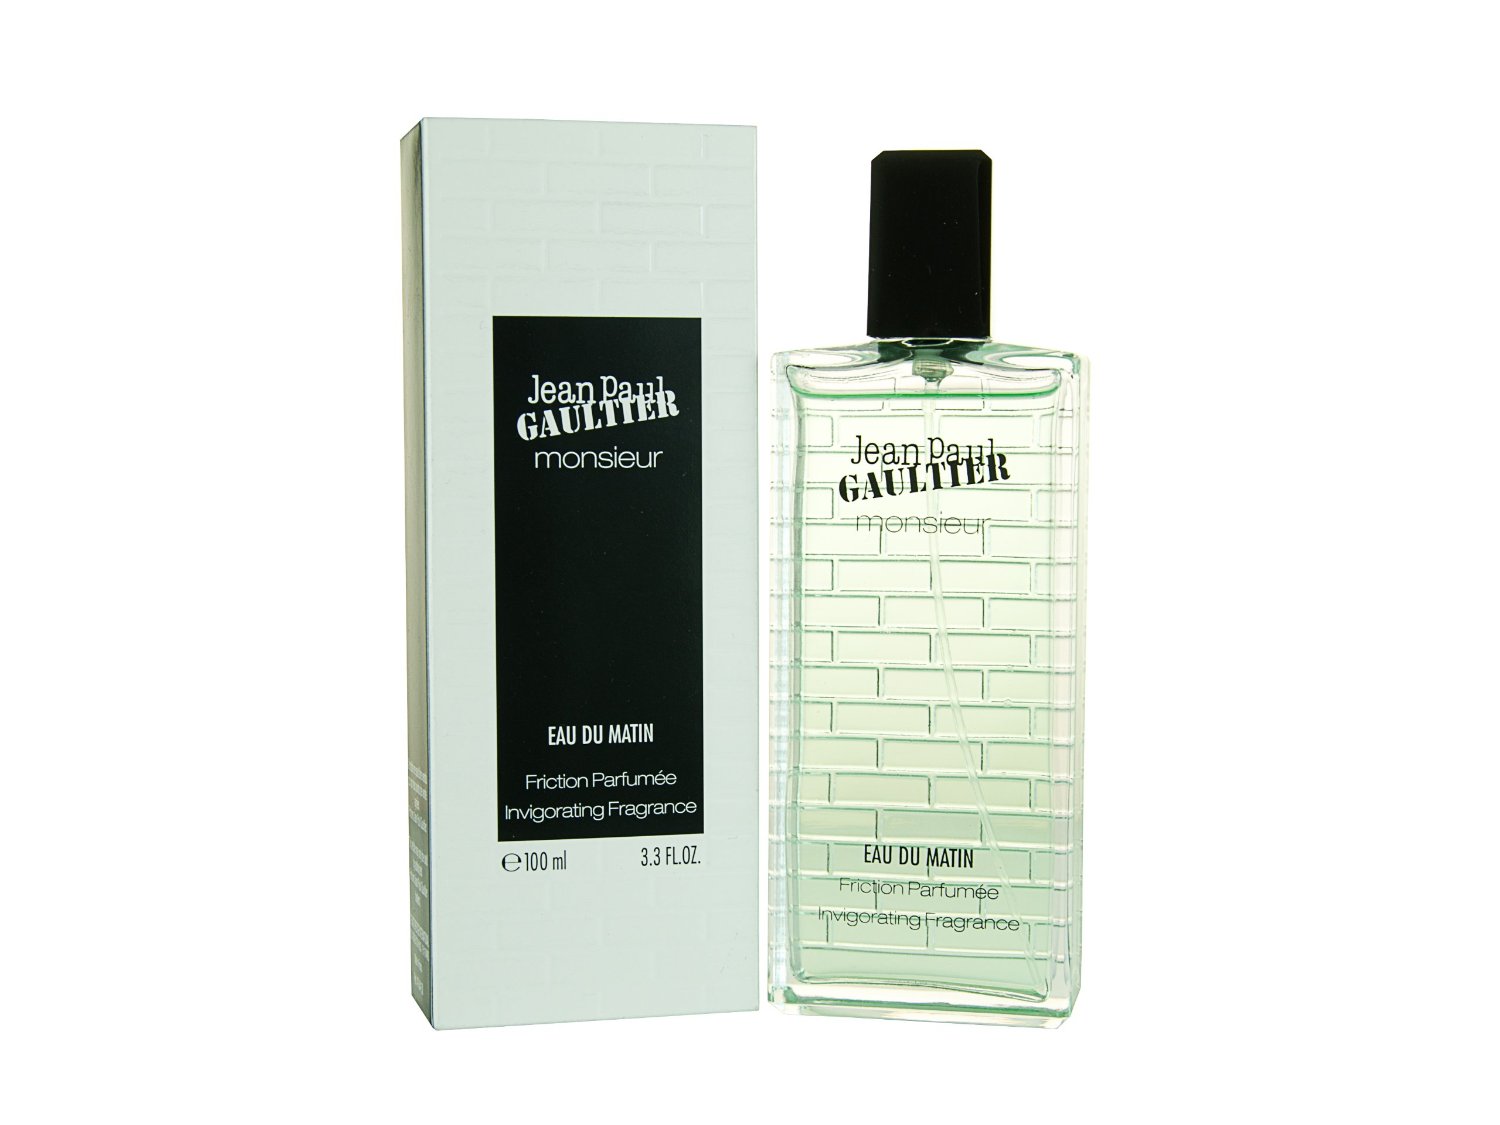 Jean Paul
GAULTIER
monsieur
EAU DU MATIN
Friction Parfumée
Invigorating Fragrance
℮100 ml 3.3 FL.OZ.
Jean Paul
GAULTIER
monsieur
EAU DU MATIN
Friction Parfumée
Invigorating Fragrance